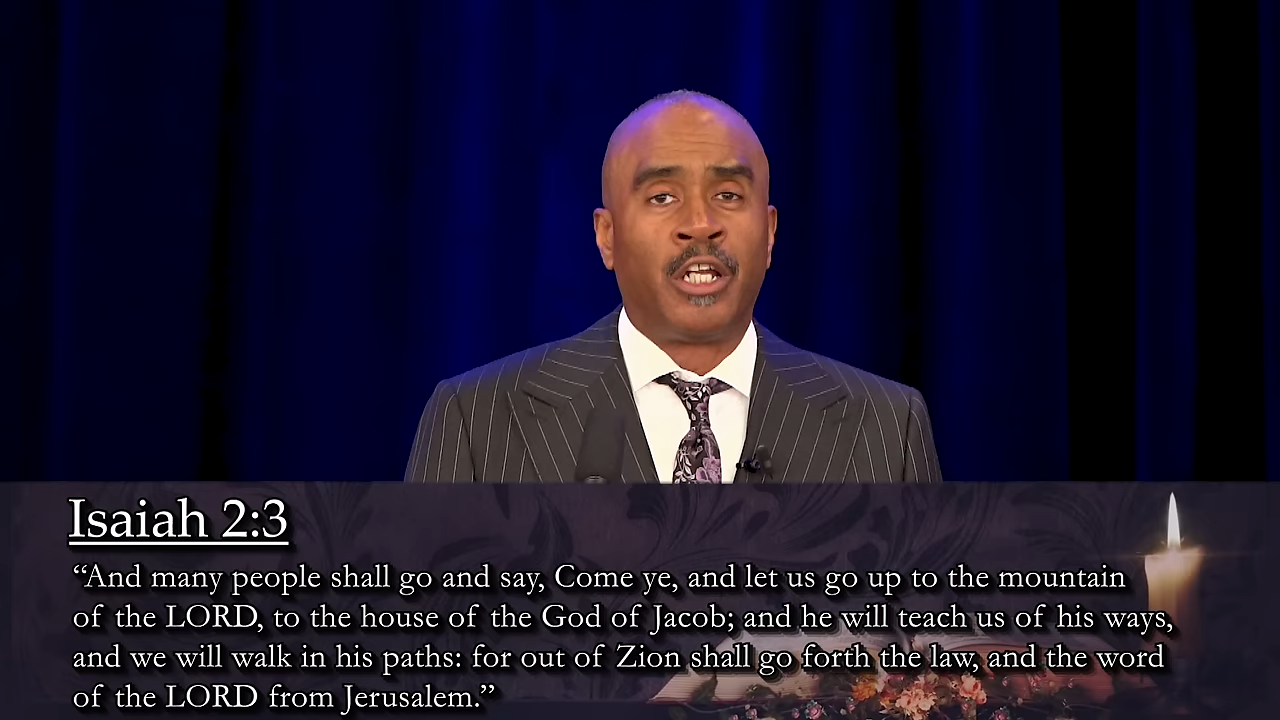 Isaiah 2:3
“And many people shall go and say, Come ye, and let us go up to the mountain
of the LORD, to the house of the God of Jacob; and he will teach us of his ways,
and we will walk in his paths: for out of Zion shall go forth the law, and the word
of the LORD from Jerusalem.”